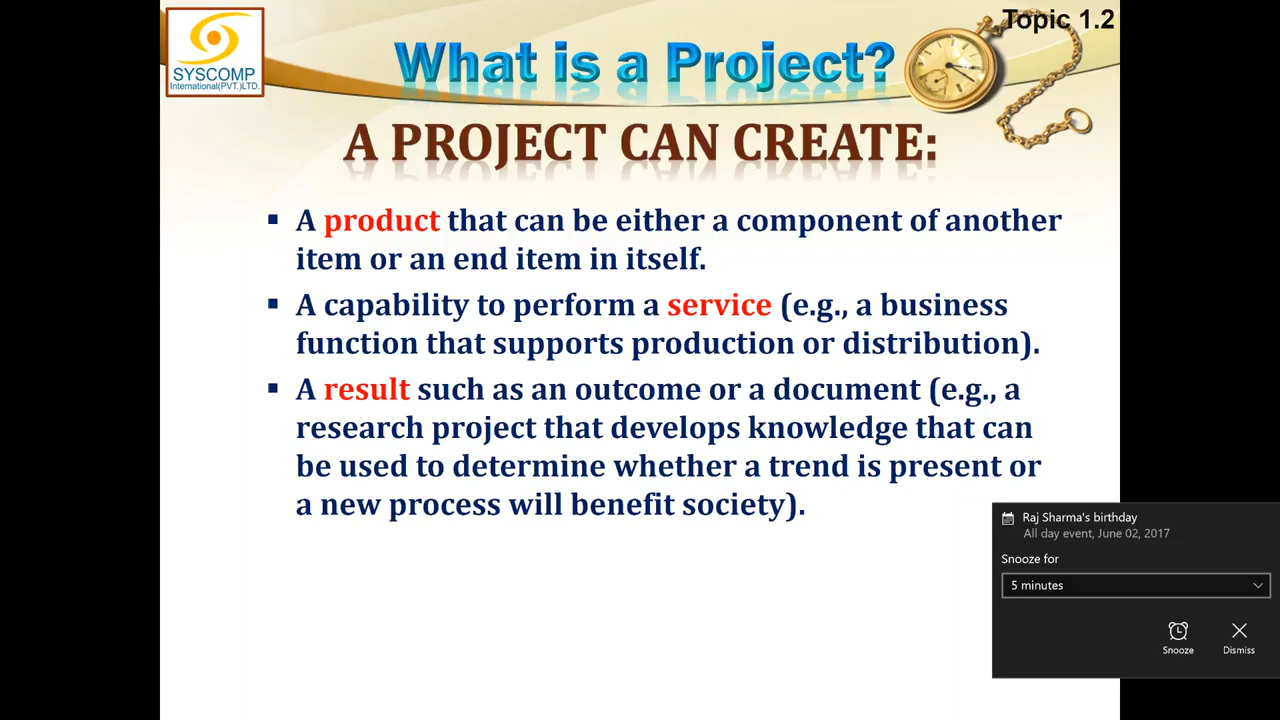 SYSCOMP
International(PVT.)LTD.
Topic 1.2
What is a Project?
A PROJECT CAN CREATE:
▪ A product that can be either a component of another
item or an end item in itself.
▪ A capability to perform a service (e.g., a business
function that supports production or distribution).
▪ A result such as an outcome or a document (e.g., a
research project that develops knowledge that can
be used to determine whether a trend is present or
a new process will benefit society).
Raj Sharma's birthday
All day event, June 02, 2017
Snooze for
5 minutes
Snooze
Dismiss